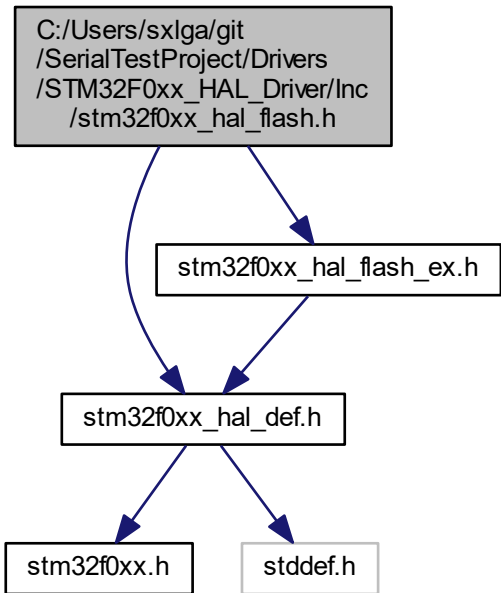 C:/Users/sxlga/git
/SerialTestProject/Drivers
/STM32F0xx_HAL_Driver/Inc
/stm32f0xx_hal_flash.h
stm32f0xx_hal_flash_ex.h
stm32f0xx_hal_def.h
stm32f0xx.h
stddef.h